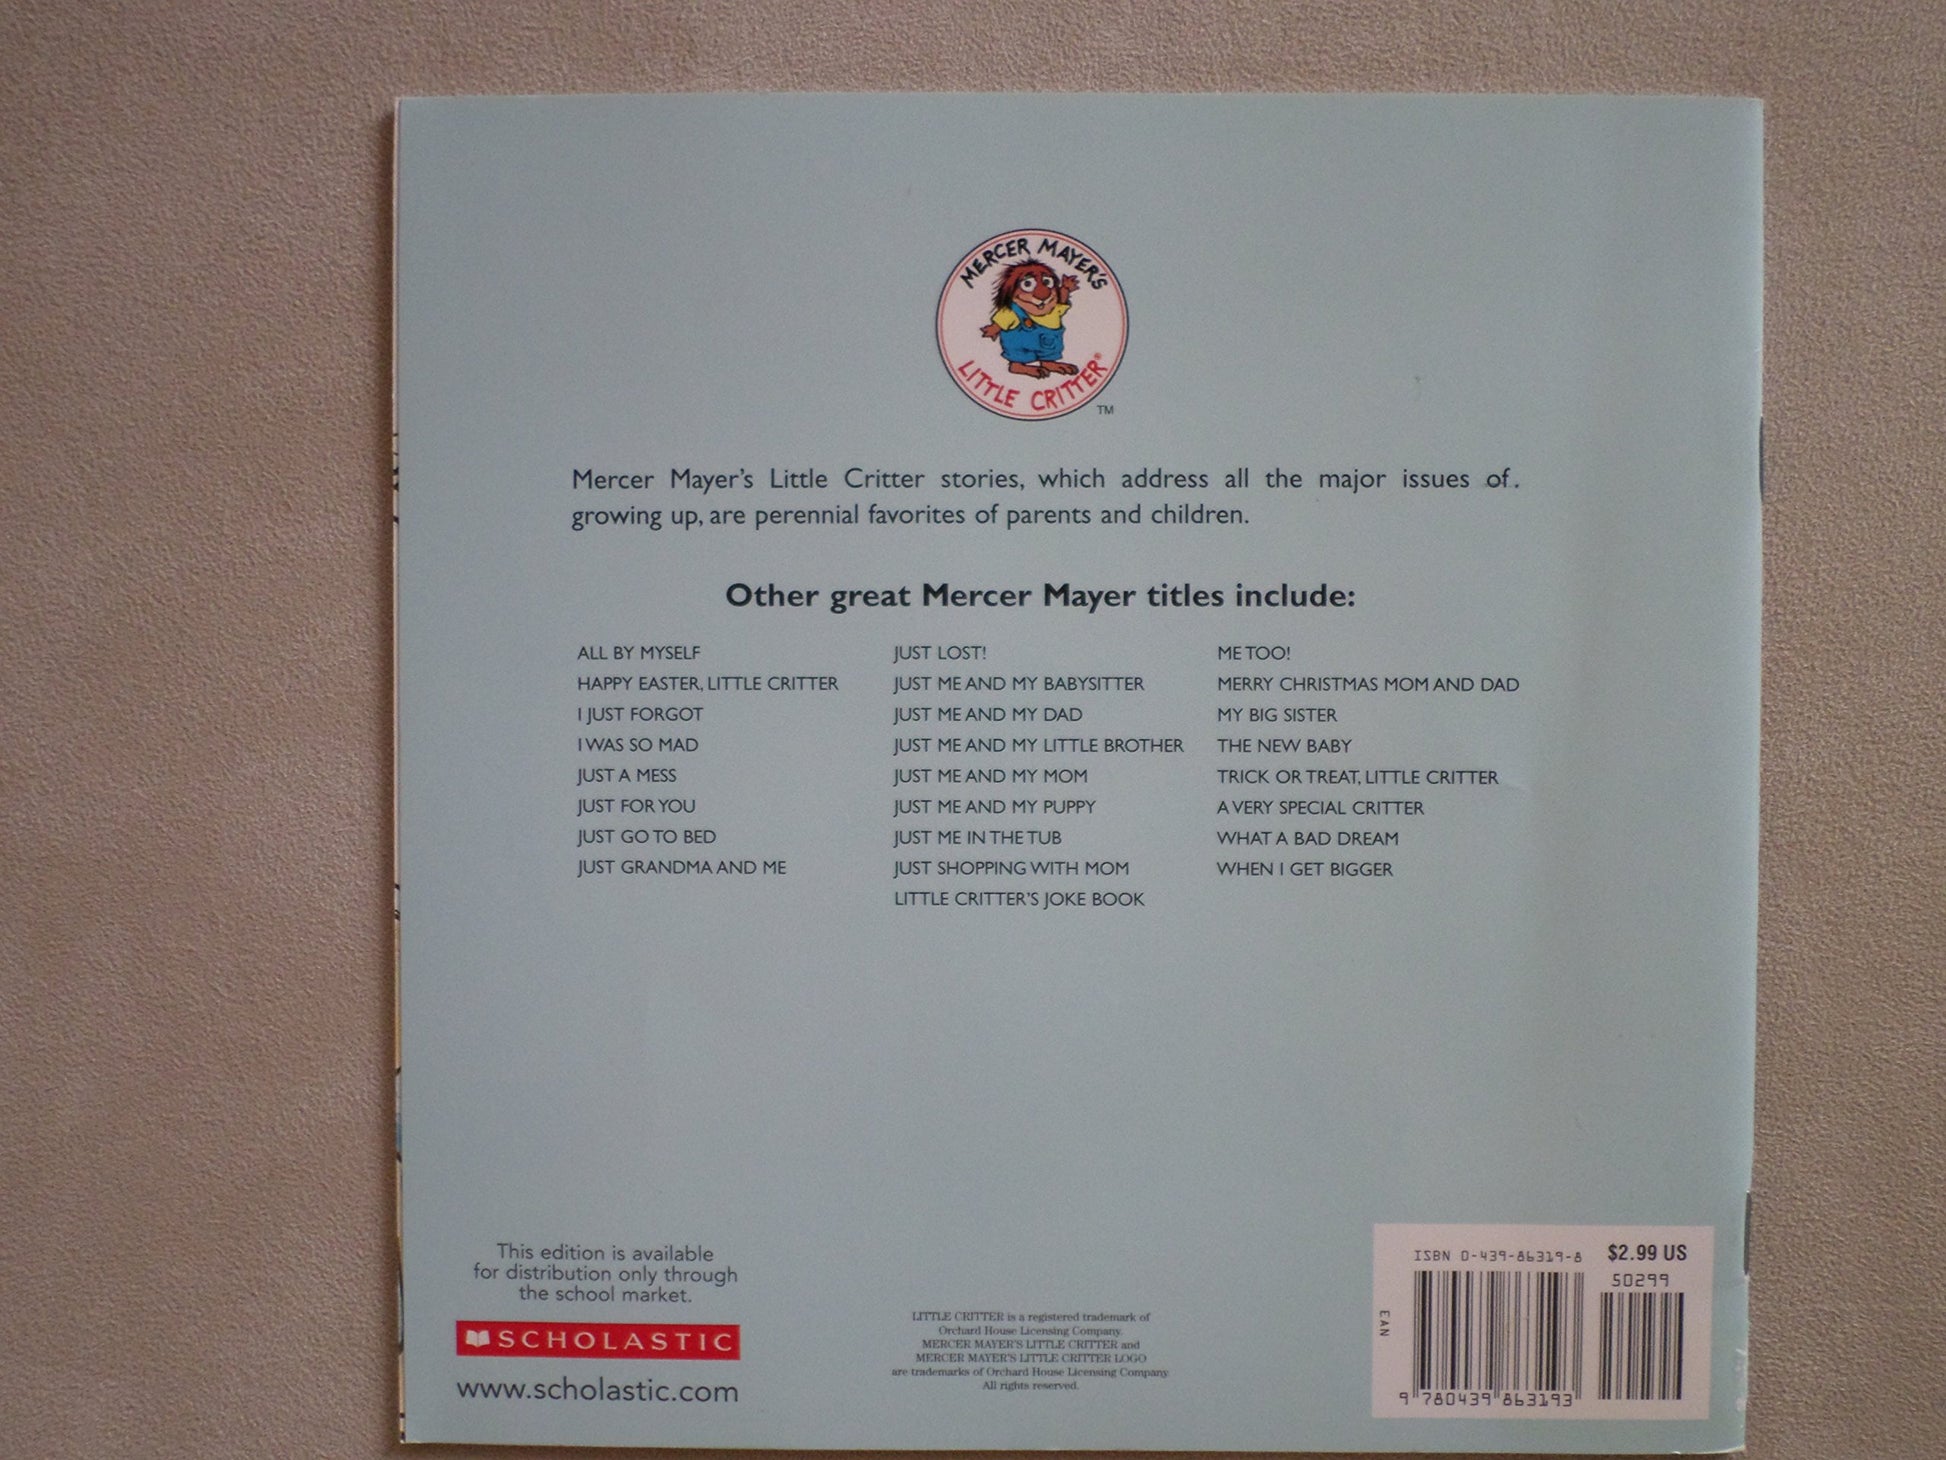 MERCER MAYER'S
LITTLE CRITTER®
TM
Mercer Mayer's Little Critter stories, which address all the major issues of
growing up, are perennial favorites of parents and children.
Other great Mercer Mayer titles include:
ALL BY MYSELF
HAPPY EASTER, LITTLE CRITTER
I JUST FORGOT
I WAS SO MAD
JUST A MESS
JUST FOR YOU
JUST GO TO BED
JUST GRANDMA AND ME
JUST LOST!
JUST ME AND MY BABYSITTER
JUST ME AND MY DAD
JUST ME AND MY LITTLE BROTHER
JUST ME AND MY MOM
JUST ME AND MY PUPPY
JUST ME IN THE TUB
JUST SHOPPING WITH MOM
LITTLE CRITTER'S JOKE BOOK
ME TOO!
MERRY CHRISTMAS MOM AND DAD
MY BIG SISTER
THE NEW BABY
TRICK OR TREAT, LITTLE CRITTER
A VERY SPECIAL CRITTER
WHAT A BAD DREAM
WHEN I GET BIGGER
This edition is available
for distribution only through
the school market.
SCHOLASTIC
www.scholastic.com
LITTLE CRITTER is a registered trademark of
Orchard House Licensing Company.
MERCER MAYER'S LITTLE CRITTER and
MERCER MAYER'S LITTLE CRITTER LOGO
are trademarks of Orchard House Licensing Company.
All rights reserved.
ISBN 0-439-86319-8
$2.99 US
50299
EAN
9 780439 863193